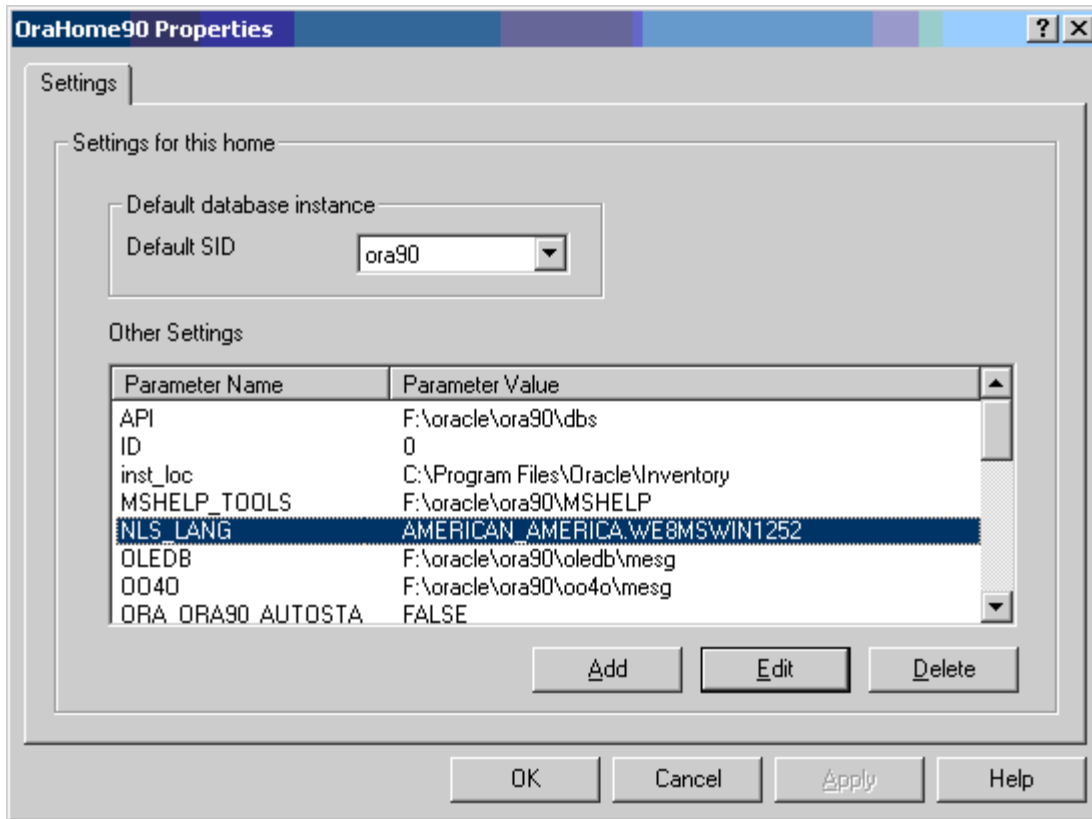 OraHome90 Properties
Settings
Settings for this home
Default database instance
Default SID ora90
Other Settings
Parameter Name Parameter Value
API F:\oracle\ora90\dbs
ID 0
inst_loc C:\Program Files\Oracle\Inventory
MSHELP_TOOLS F:\oracle\ora90\MSHELP
NLS_LANG AMERICAN_AMERICA.WE8MSWIN1252
OLEDB F:\oracle\ora90\oledb\mesg
OO4O F:\oracle\ora90\oo4o\mesg
ORA_ORA90_AUTOSTA FALSE
Add Edit Delete
OK Cancel Apply Help